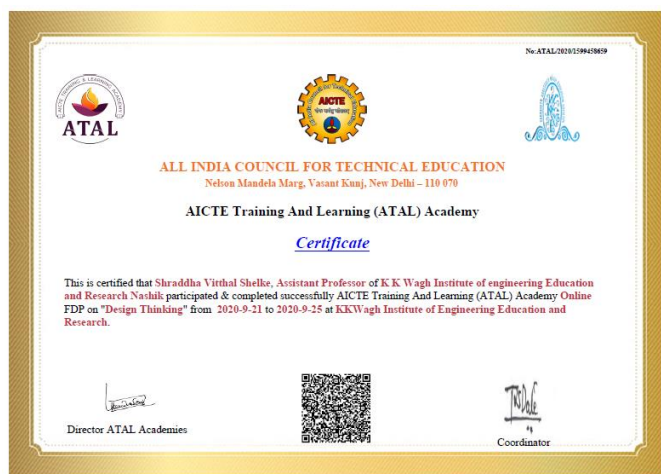 No:ATAL/2020/1599458659
AICTE TRAINING & LEARNING ACADEMY
ATAL
AICTE
ALL INDIA COUNCIL FOR TECHNICAL EDUCATION
Nelson Mandela Marg, Vasant Kunj, New Delhi – 110 070
AICTE Training And Learning (ATAL) Academy
Certificate
This is certified that Shraddha Vitthal Shelke, Assistant Professor of K K Wagh Institute of engineering Education
and Research Nashik participated & completed successfully AICTE Training And Learning (ATAL) Academy Online
FDP on "Design Thinking" from 2020-9-21 to 2020-9-25 at KKWagh Institute of Engineering Education and
Research.
Director ATAL Academies
Coordinator